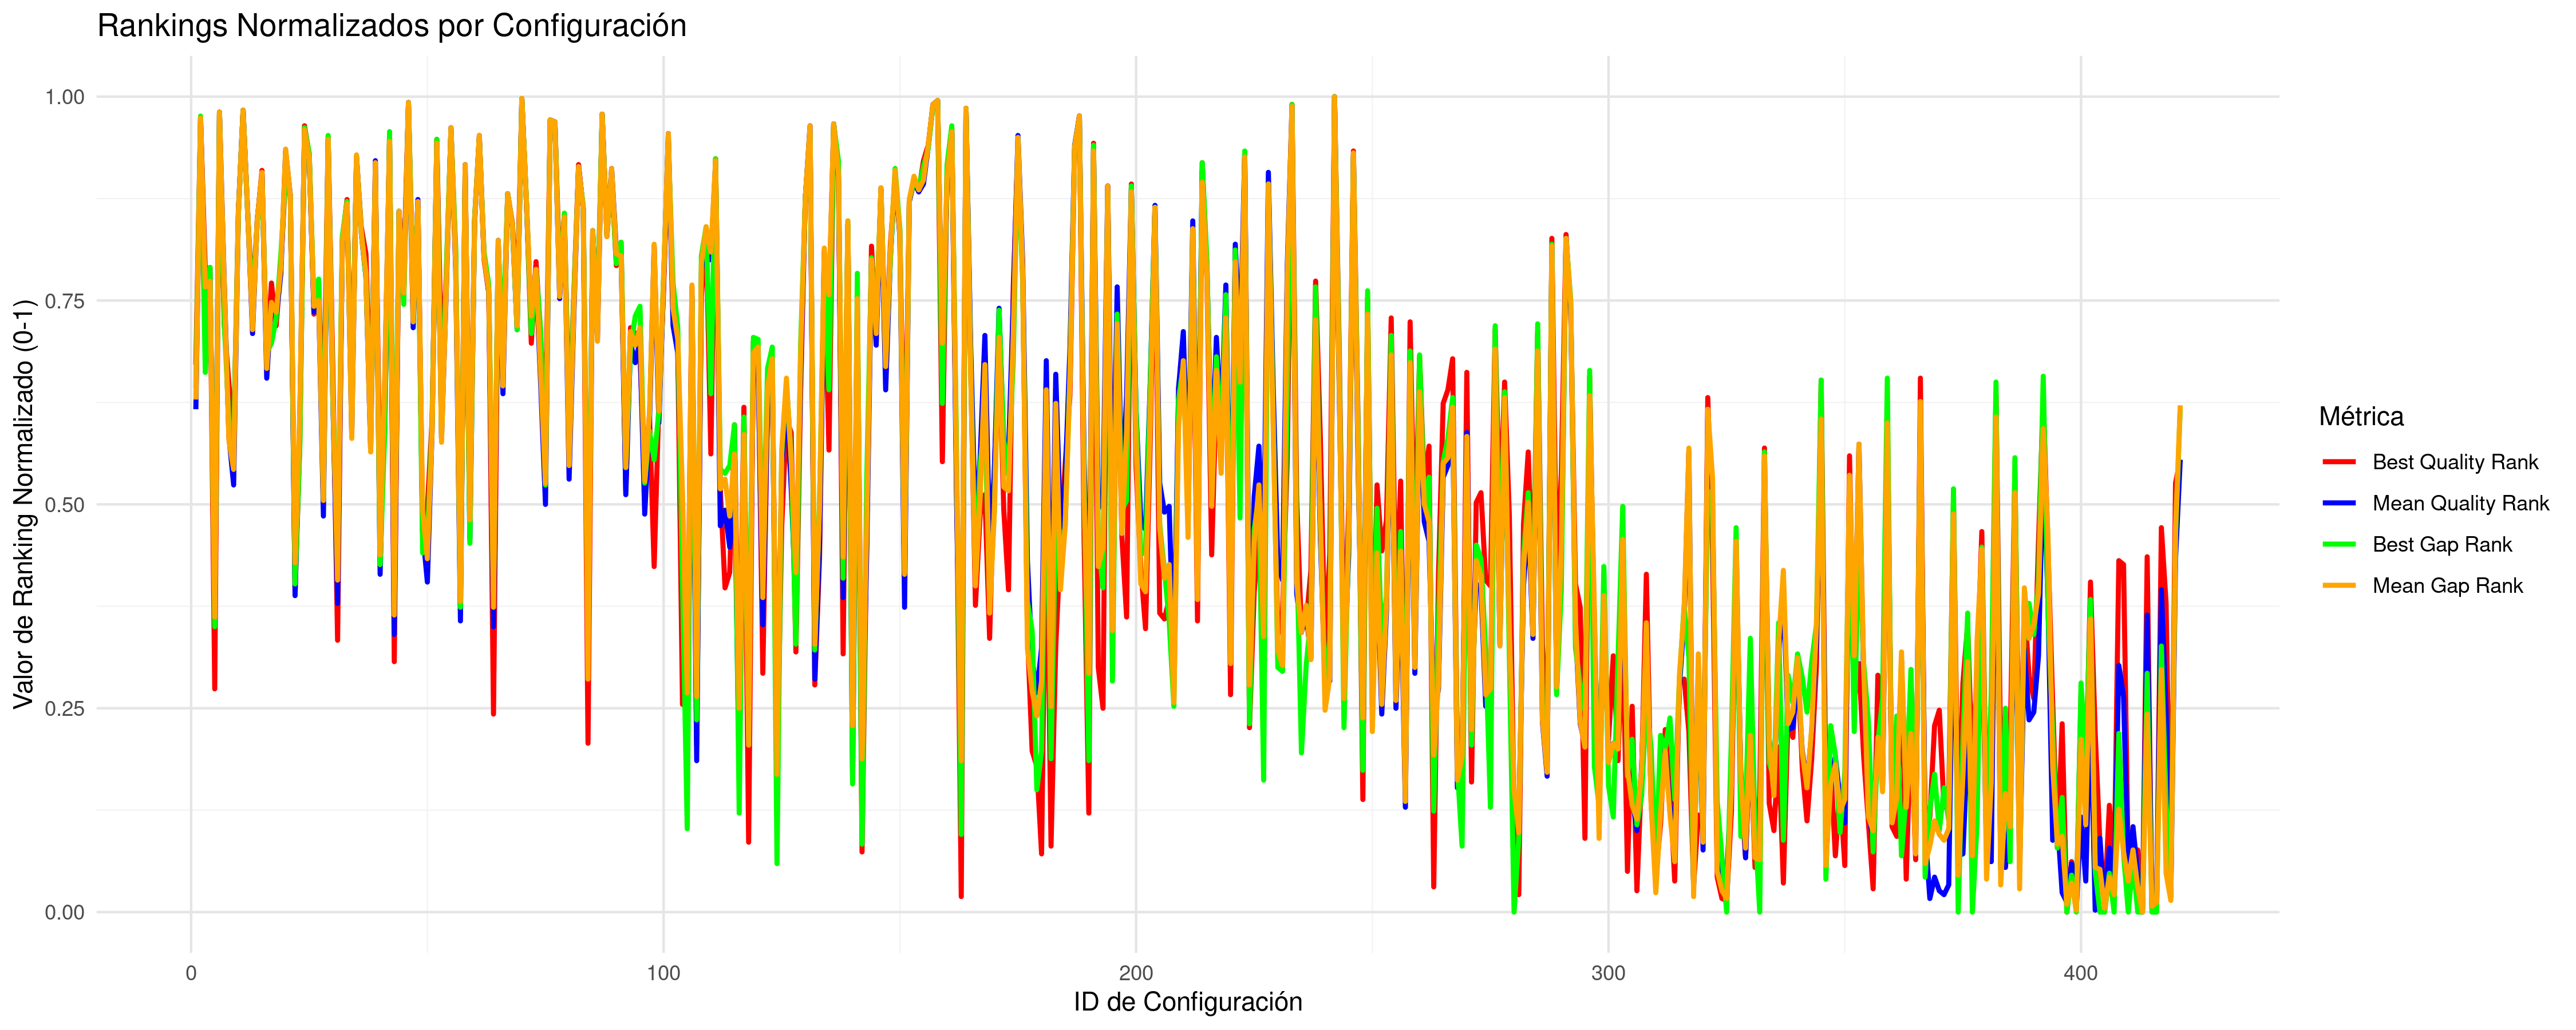 Rankings Normalizados por Configuración
Valor de Ranking Normalizado (0-1)
1.00
0.75
0.50
0.25
0.00
0
100
200
300
400
ID de Configuración
Métrica
Best Quality Rank
Mean Quality Rank
Best Gap Rank
Mean Gap Rank